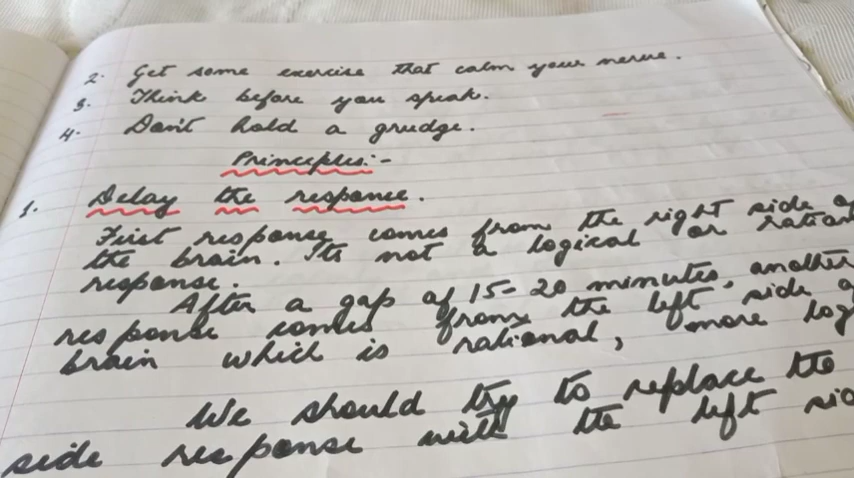 2. Get some exercise that calm your nerve.
3. Think before you speak.
4. Don't hold a grudge.
Principles:-
1. Delay the responce.
First response comes from the right side
the brain. Its not a logical or
response.
After a gap of 15-20 minutes, another
response comes from the left side
brain which is rational, more
We should try to replace the
side response with the left